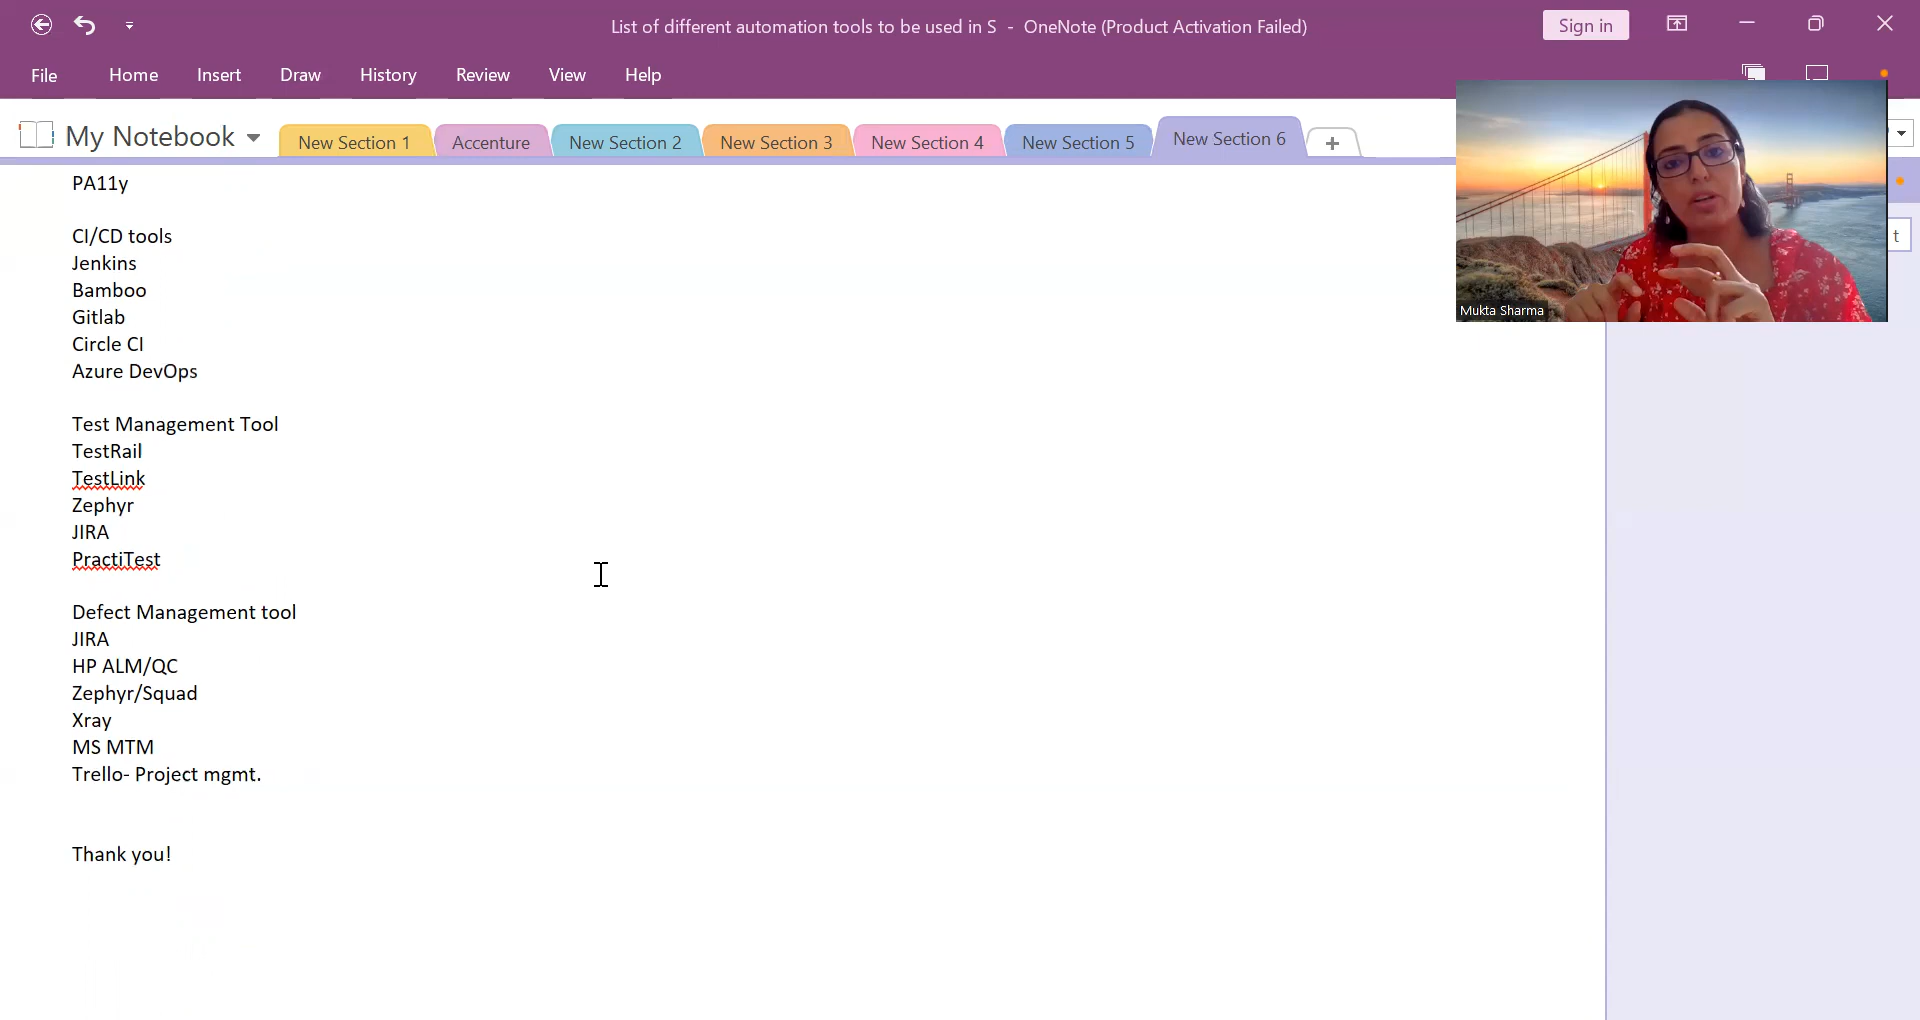 List of different automation tools to be used in S - OneNote (Product Activation Failed)
Sign in
File Home Insert Draw History Review View Help
My Notebook
New Section 1 Accenture New Section 2 New Section 3 New Section 4 New Section 5 New Section 6 +
PA11y
CI/CD tools
Jenkins
Bamboo
Gitlab
Circle CI
Azure DevOps
Test Management Tool
TestRail
TestLink
Zephyr
JIRA
PractiTest
Defect Management tool
JIRA
HP ALM/QC
Zephyr/Squad
Xray
MS MTM
Trello- Project mgmt.
Thank you!
Mukta Sharma
t